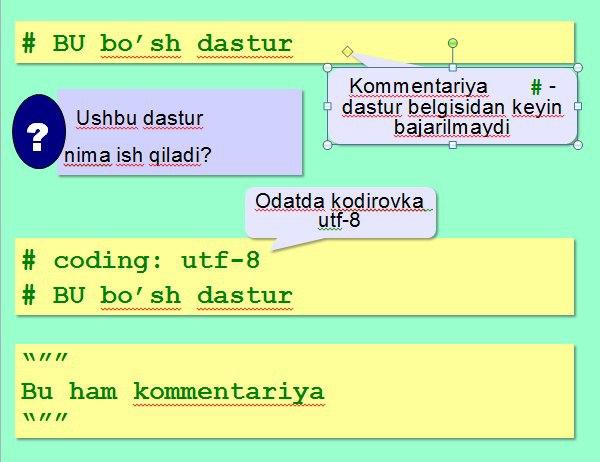 # BU bo’sh dastur
Kommentariya # -
dastur belgisidan keyin
bajarilmaydi
?
Ushbu dastur
nima ish qiladi?
Odatda kodirovka
utf-8
# coding: utf-8
# BU bo’sh dastur
“””
Bu ham kommentariya
“””